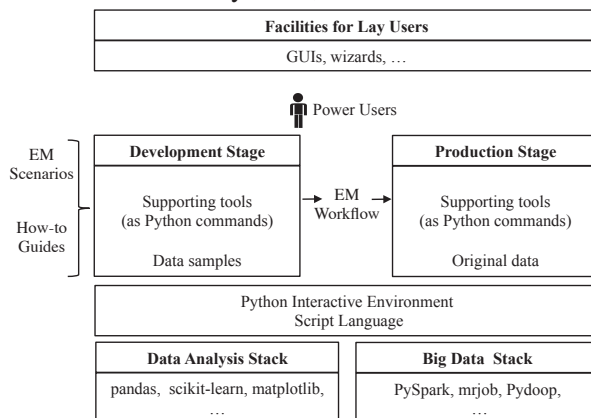 Facilities for Lay Users
GUIs, wizards, …
Power Users
EM
Scenarios
How-to
Guides
Development Stage
Supporting tools
(as Python commands)
Data samples
EM
Workflow
Production Stage
Supporting tools
(as Python commands)
Original data
Python Interactive Environment
Script Language
Data Analysis Stack
pandas, scikit-learn, matplotlib,
…
Big Data Stack
PySpark, mrjob, Pydoop,
…